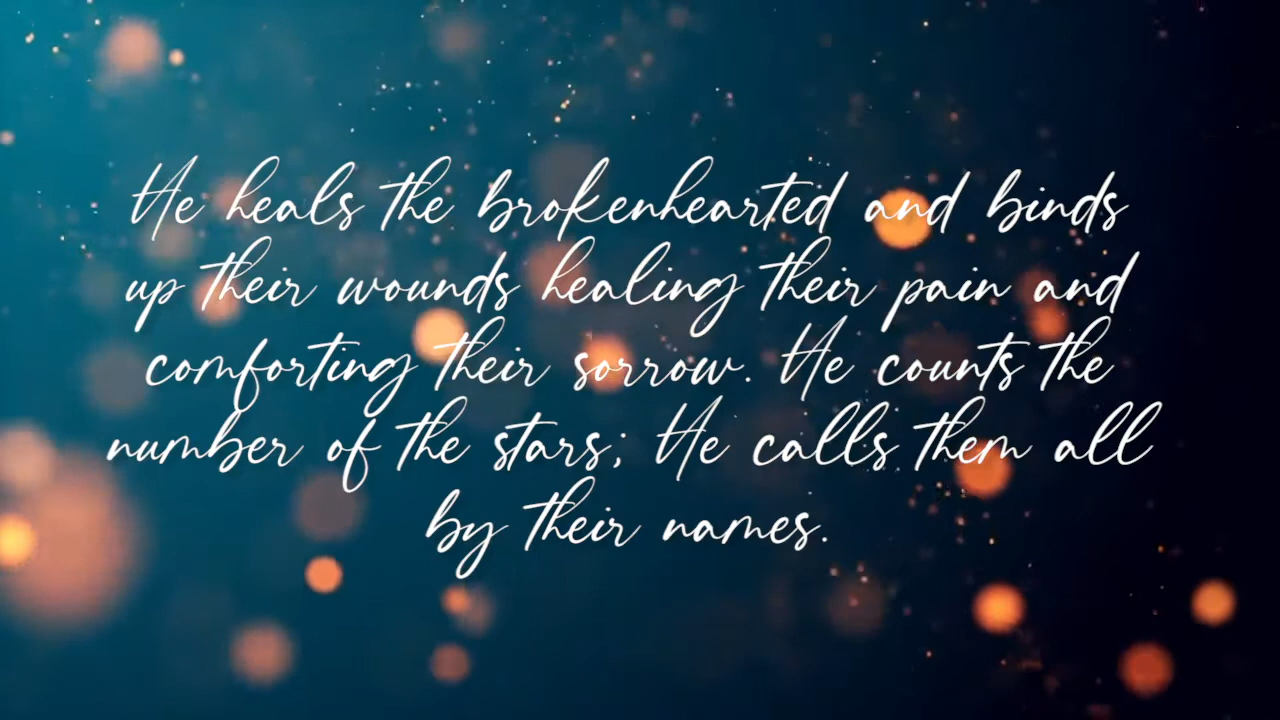 He heals the brokenhearted and binds
up their wounds healing their pain and
comforting their sorrow. He counts the
number of the stars; He calls them all
by their names.